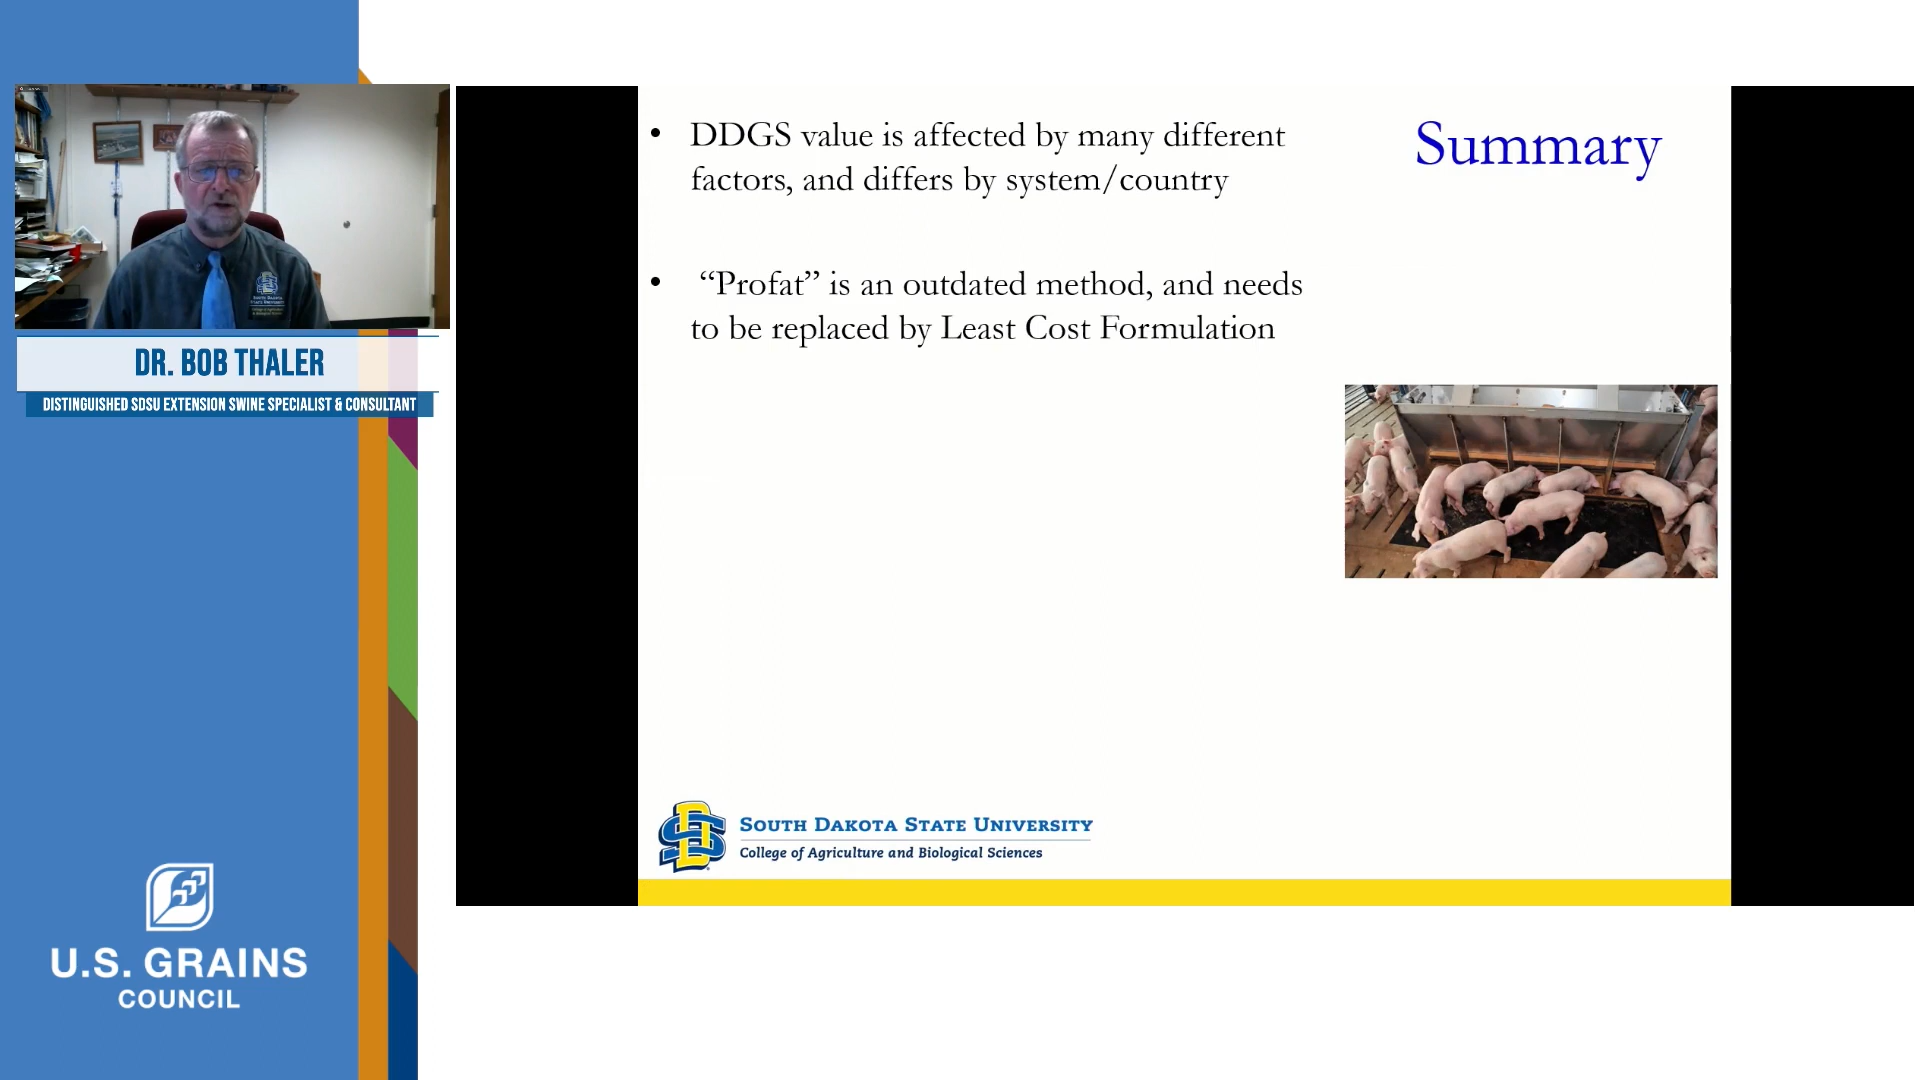 DR. BOB THALER
DISTINGUISHED SDSU EXTENSION SWINE SPECIALIST & CONSULTANT
U.S. GRAINS
COUNCIL
Summary
• DDGS value is affected by many different
factors, and differs by system/country
• “Profat” is an outdated method, and needs
to be replaced by Least Cost Formulation
SOUTH DAKOTA STATE UNIVERSITY
College of Agriculture and Biological Sciences